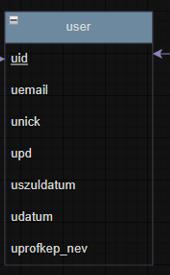 user
uid
uemail
unick
upd
uszuldatum
udatum
uprofkep_nev